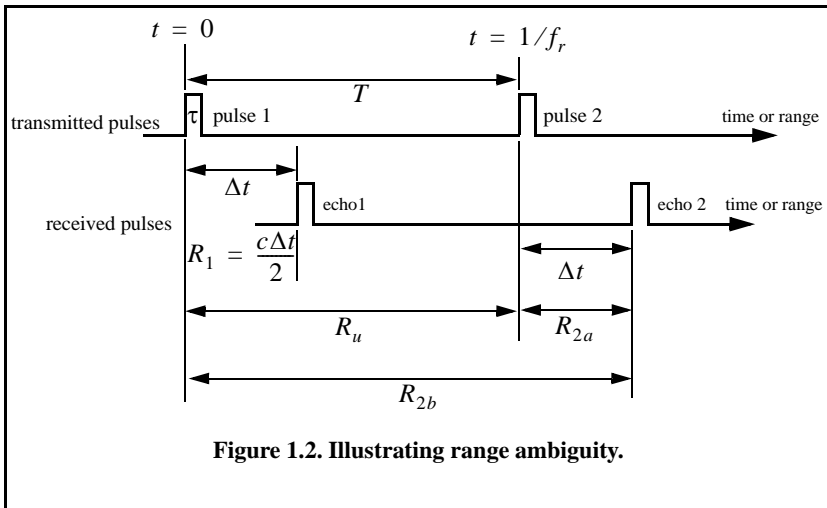 t = 0
t = 1/f_r
T
transmitted pulses
τ
pulse 1
pulse 2
time or range
Δt
received pulses
echo1
echo 2
time or range
R_1 = cΔt/2
Δt
R_u
R_2a
R_2b
Figure 1.2. Illustrating range ambiguity.